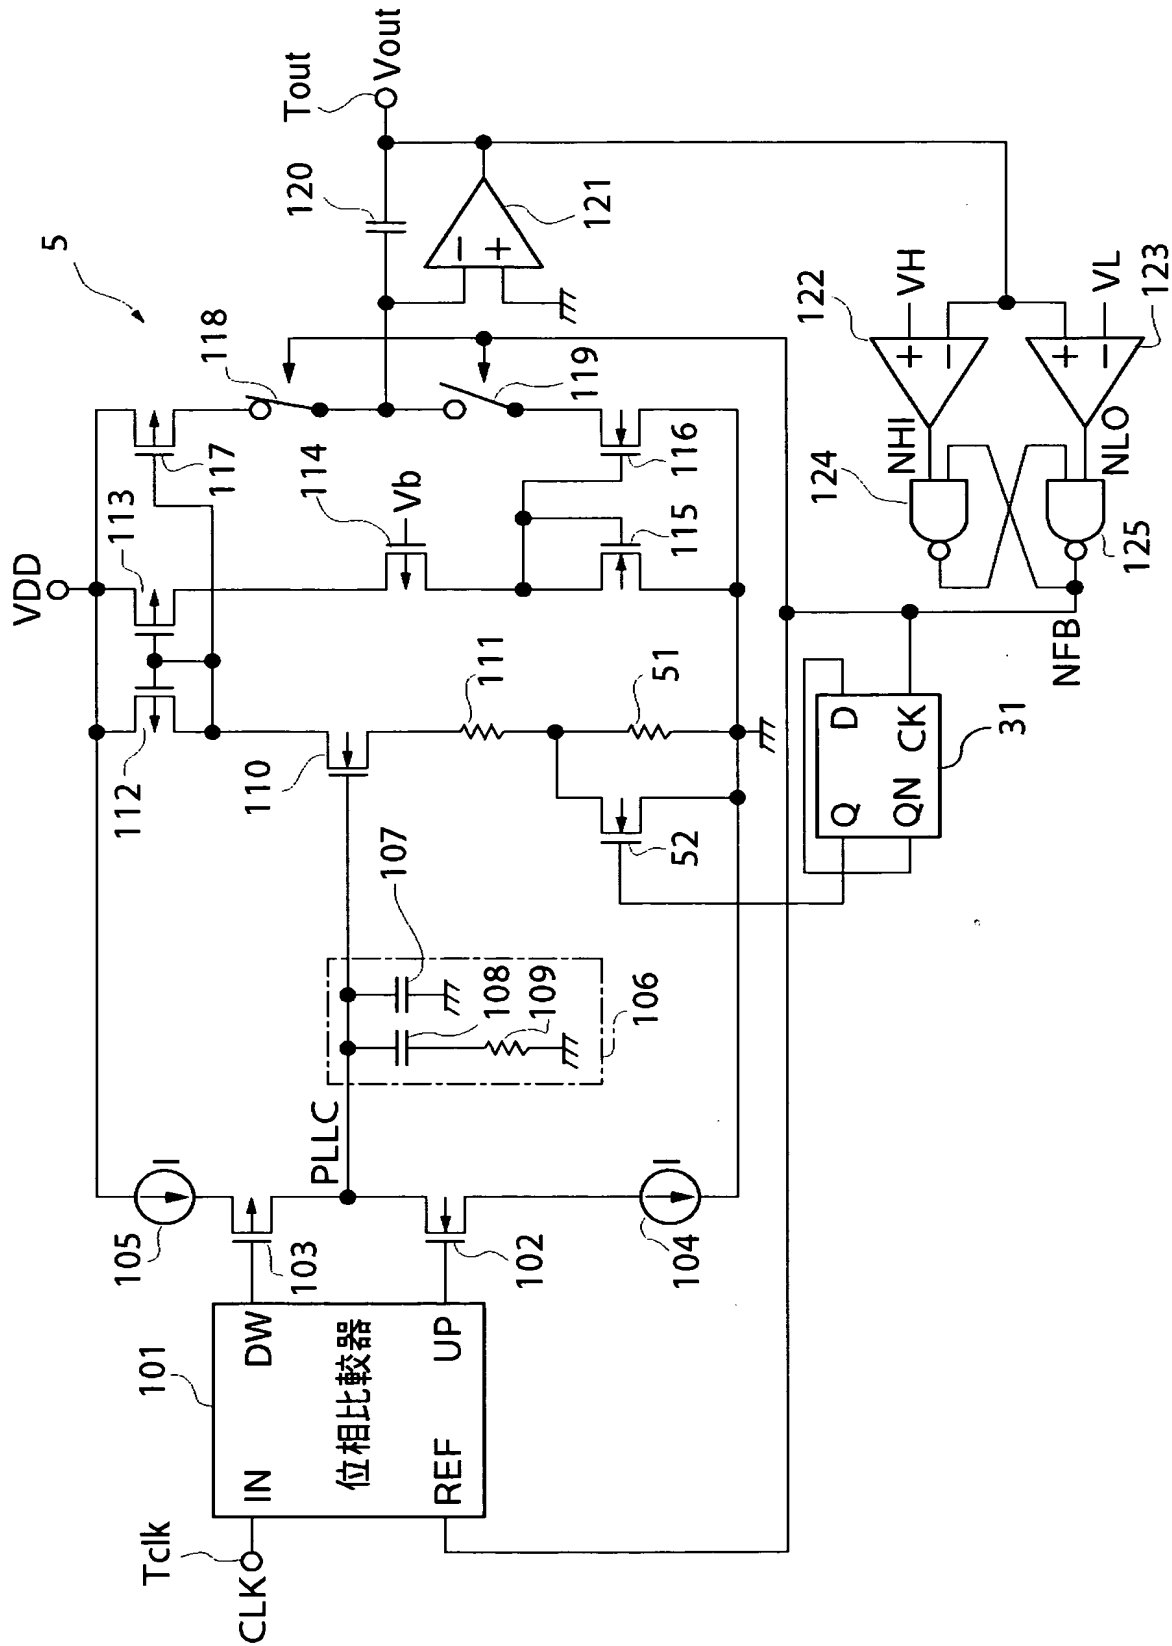 5
VDD
Tout
Vout
Tclk
CLK
101
IN
DW
位相比較器
REF
UP
105
I
103
PLLC
102
104
I
107
108
109
106
112
113
117
110
111
51
52
114
Vb
115
116
118
119
120
−
+
121
122
VH
+
−
123
VL
+
−
NHI
NLO
124
125
NFB
31
D
Q
QN
CK